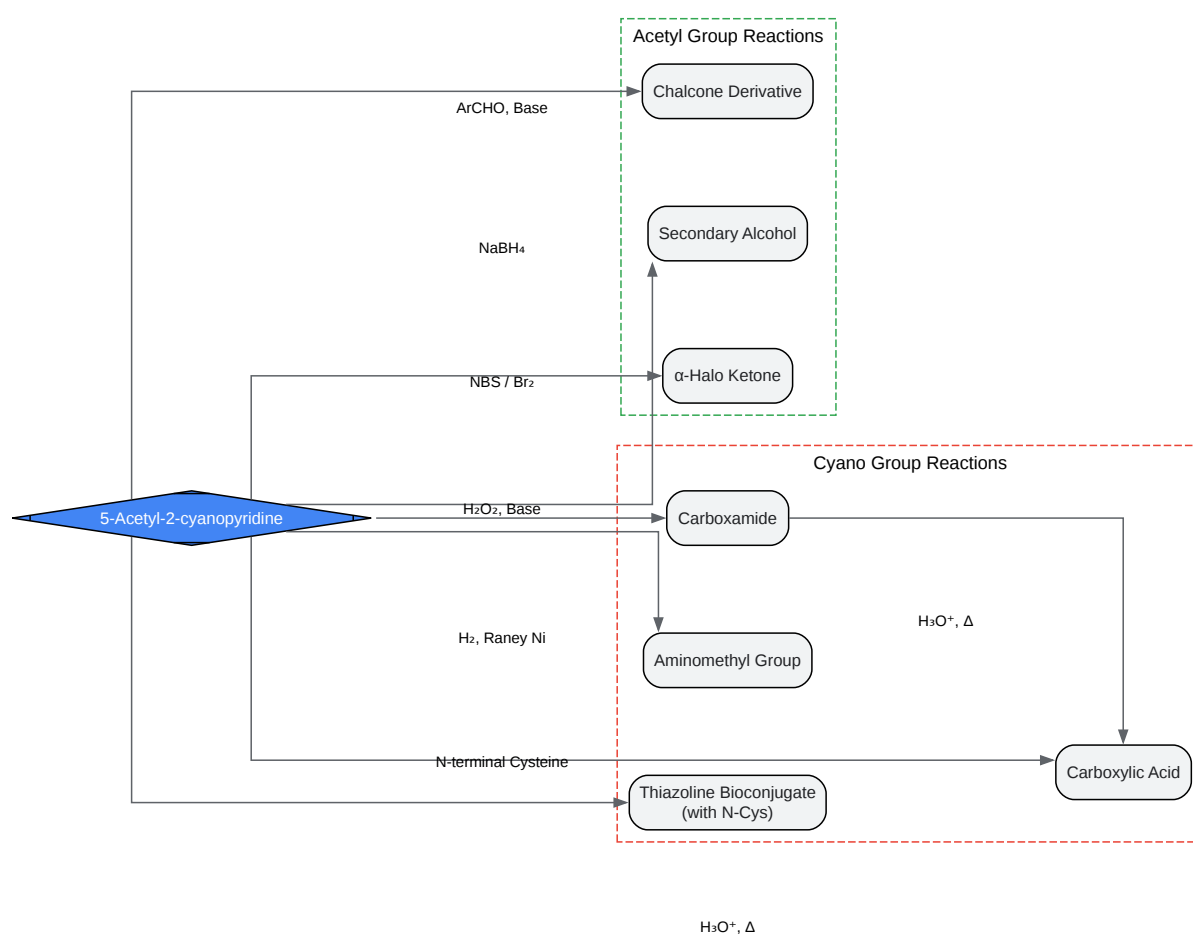 Acetyl Group Reactions
Chalcone Derivative
ArCHO, Base
Secondary Alcohol
NaBH₄
α-Halo Ketone
NBS / Br₂
Cyano Group Reactions
H₂O₂, Base
5-Acetyl-2-cyanopyridine
Carboxamide
H₃O⁺, Δ
H₂, Raney Ni
Aminomethyl Group
N-terminal Cysteine
Carboxylic Acid
Thiazoline Bioconjugate
(with N-Cys)
H₃O⁺, Δ